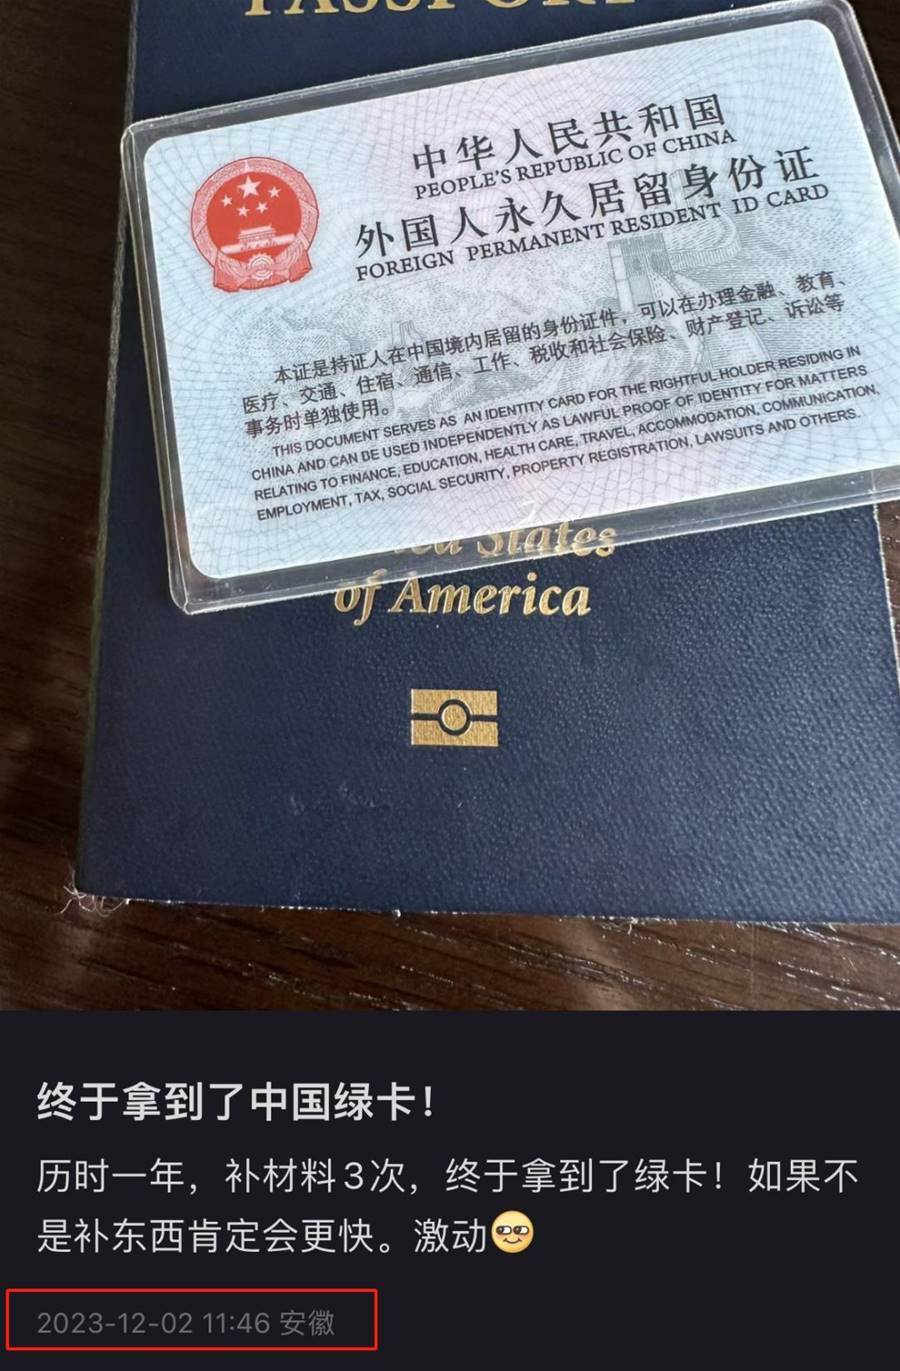 PASSPORT
中华人民共和国
PEOPLE'S REPUBLIC OF CHINA
外国人永久居留身份证
FOREIGN PERMANENT RESIDENT ID CARD
本证是持证人在中国境内居留的身份证件，可以在办理金融、教育、
医疗、交通、住宿、通信、工作、税收和社会保险、财产登记、诉讼等
事务时单独使用。
THIS DOCUMENT SERVES AS AN IDENTITY CARD FOR THE RIGHTFUL HOLDER RESIDING IN
CHINA AND CAN BE USED INDEPENDENTLY AS LAWFUL PROOF OF IDENTITY FOR MATTERS
RELATING TO FINANCE, EDUCATION, HEALTH CARE, TRAVEL, ACCOMMODATION, COMMUNICATION,
EMPLOYMENT, TAX, SOCIAL SECURITY, PROPERTY REGISTRATION, LAWSUITS AND OTHERS.
States
of America
终于拿到了中国绿卡！
历时一年，补材料3次，终于拿到了绿卡！如果不
是补东西肯定会更快。激动
2023-12-02 11:46 安徽